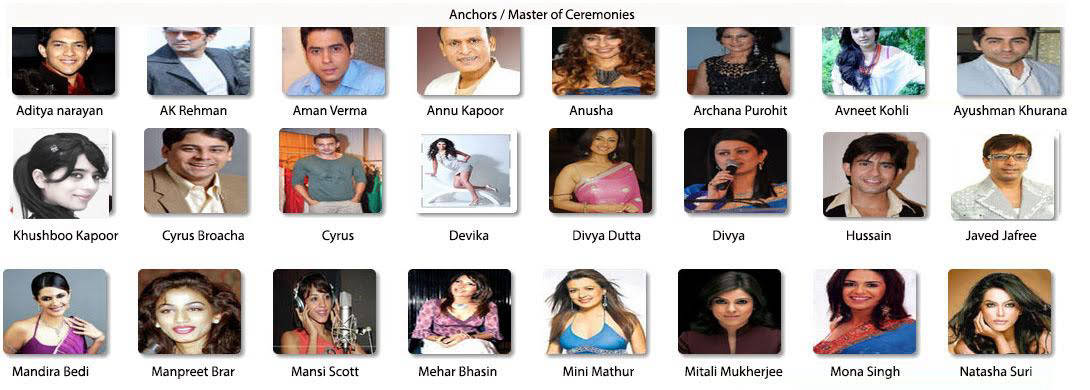 Anchors / Master of Ceremonies
Aditya narayan AK Rehman Aman Verma Annu Kapoor Anusha Archana Purohit Avneet Kohli Ayushman Khurana
Khushboo Kapoor Cyrus Broacha Cyrus Devika Divya Dutta Divya Hussain Javed Jafree
Mandira Bedi Manpreet Brar Mansi Scott Mehar Bhasin Mini Mathur Mitali Mukherjee Mona Singh Natasha Suri